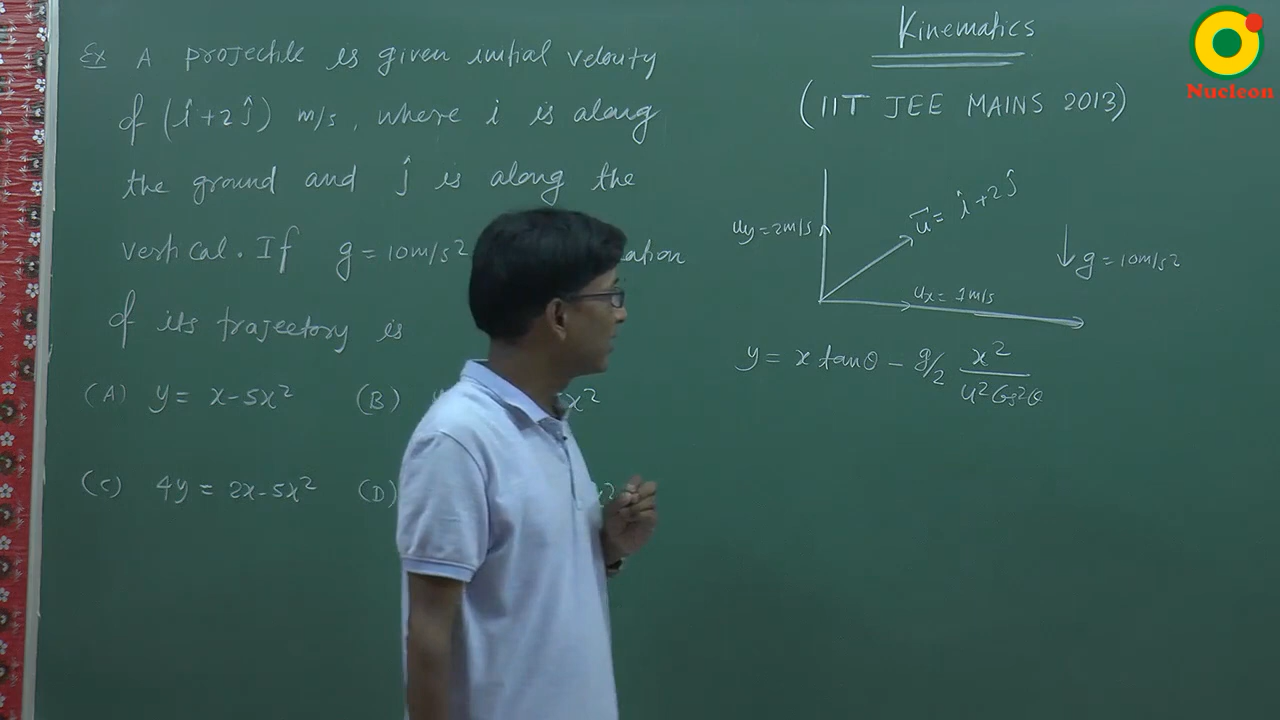 Ex A projectile is given initial velocity
of (î+2ĵ) m/s, where i is along
the ground and ĵ is along the
vertical. If g=10m/s2
of its trajectory is
(A) y = x-5x² (B) x²
(C) 4y = 2x-5x² (D) x²
Kinematics
(IIT JEE MAINS 2013)
uy=2m/s
u⃗= î+2ĵ
ux= 1m/s
g=10m/s2
y = x tanθ - g/2 x²/u²Cos²θ
Nucleon